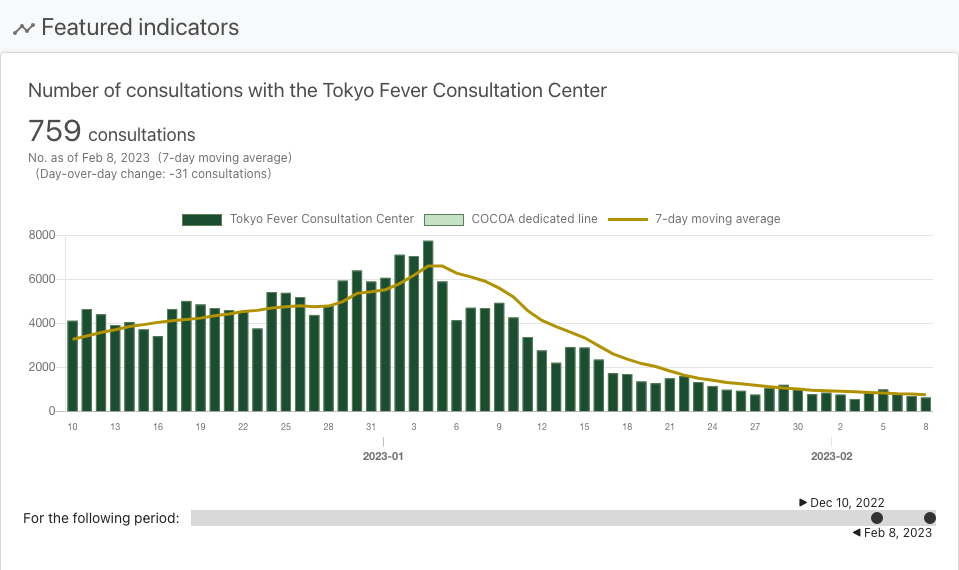 Featured indicators
Number of consultations with the Tokyo Fever Consultation Center
759 consultations
No. as of Feb 8, 2023 (7-day moving average)
(Day-over-day change: -31 consultations)
Tokyo Fever Consultation Center COCOA dedicated line 7-day moving average
8000
6000
4000
2000
0
10 13 16 19 22 25 28 31 3 6 9 12 15 18 21 24 27 30 2 5 8
2023-01 2023-02
▶ Dec 10, 2022
For the following period:
◀ Feb 8, 2023